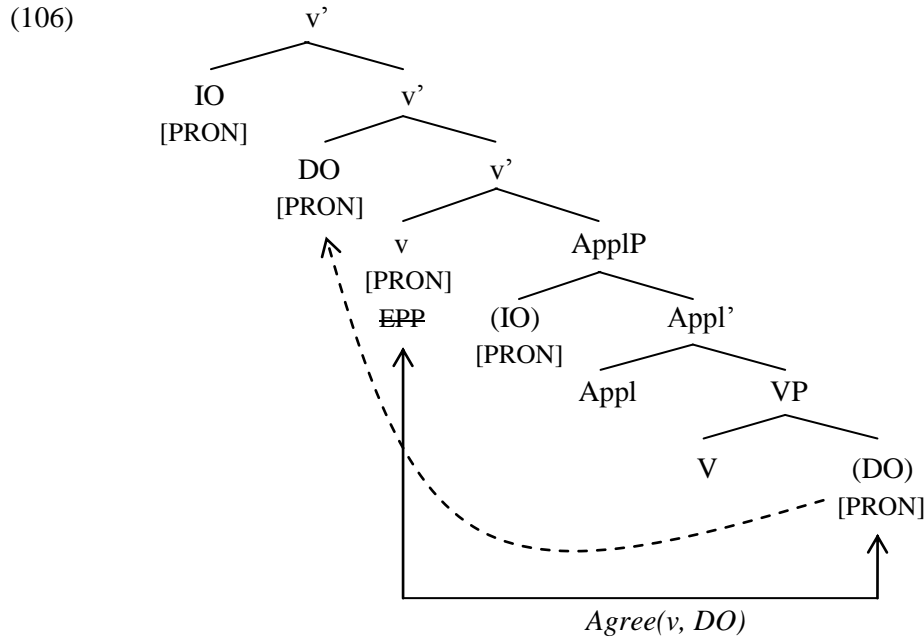 (106)
v’
IO v’
[PRON]
DO v’
[PRON]
v ApplP
[PRON]
EPP (IO) Appl’
[PRON]
Appl VP
V (DO)
[PRON]
Agree(v, DO)